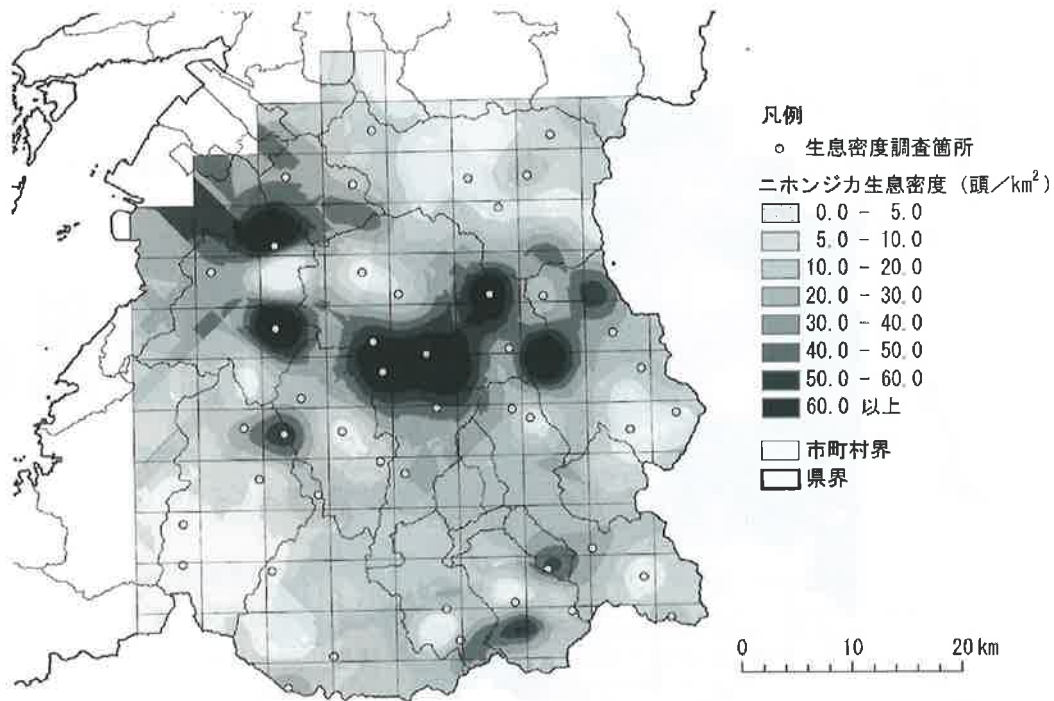 凡例
生息密度調査箇所
ニホンジカ生息密度 (頭／km²)
0.0 - 5.0
5.0 - 10.0
10.0 - 20.0
20.0 - 30.0
30.0 - 40.0
40.0 - 50.0
50.0 - 60.0
60.0 以上
市町村界
県界
0 10 20 km